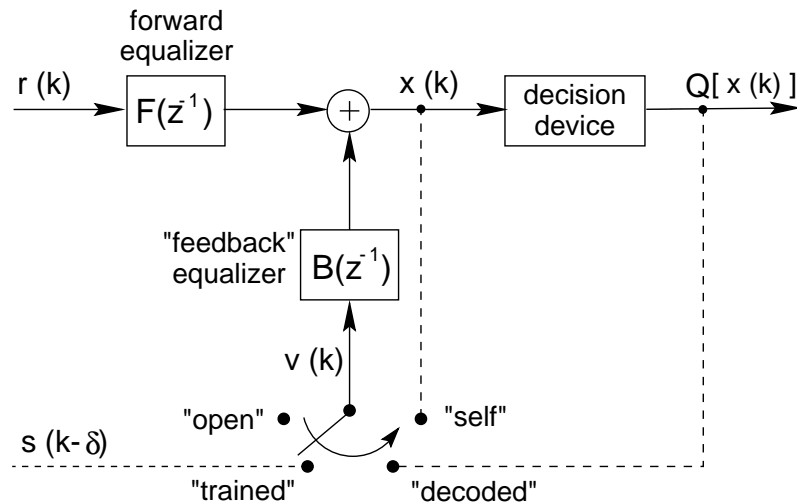 forward
equalizer
r (k)
F(z⁻¹)
+
x (k)
decision
device
Q[ x (k) ]
"feedback"
equalizer
B(z⁻¹)
v (k)
"open"
"self"
s (k- δ)
"trained"
"decoded"